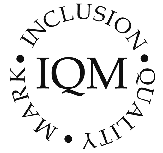 • INCLUSION • QUALITY • MARK
IQM